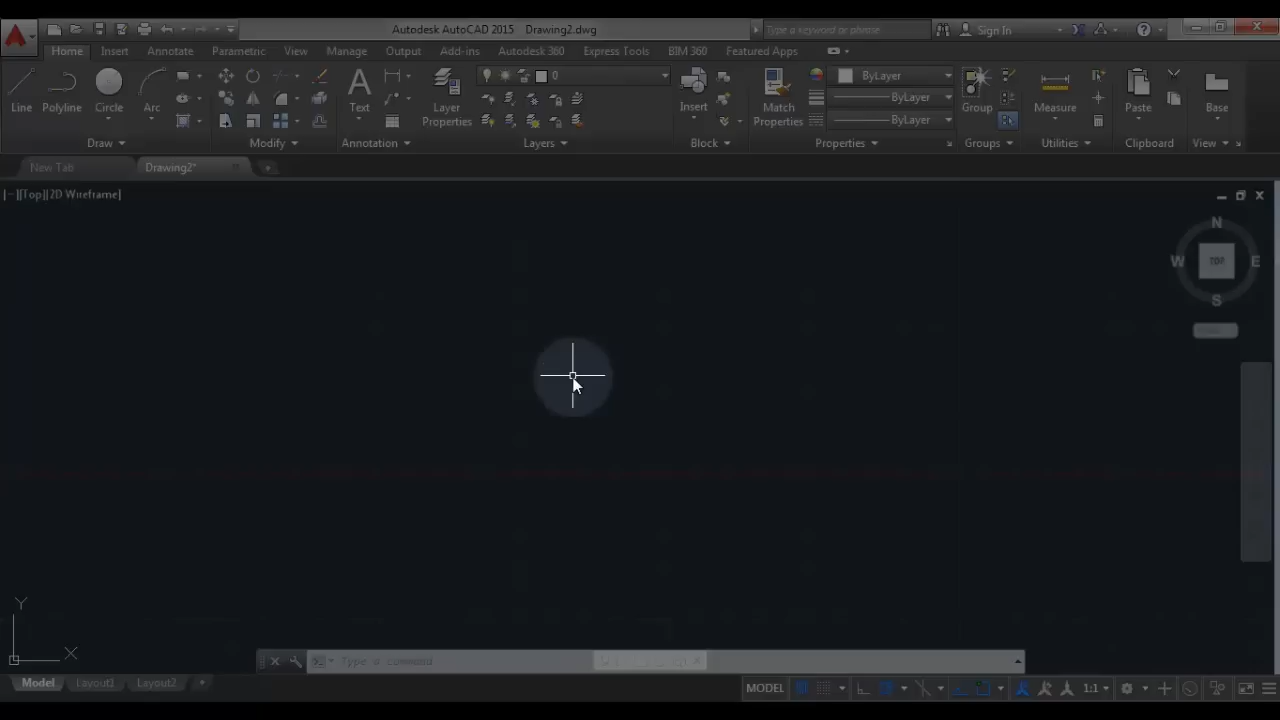 Autodesk AutoCAD 2015 Drawing2.dwg
Type a keyword or phrase
Sign In
Home Insert Annotate Parametric View Manage Output Add-ins Autodesk 360 Express Tools BIM 360 Featured Apps
0
ByLayer
ByLayer
ByLayer
Line Polyline Circle Arc Text Layer Properties Insert Match Properties Group Measure Paste Base
Draw Modify Annotation Layers Block Properties Groups Utilities Clipboard View
New Tab Drawing2*
[−][Top][2D Wireframe]
N
W TOP E
S
Y
X
Type a command
Model Layout1 Layout2 +
MODEL 1:1